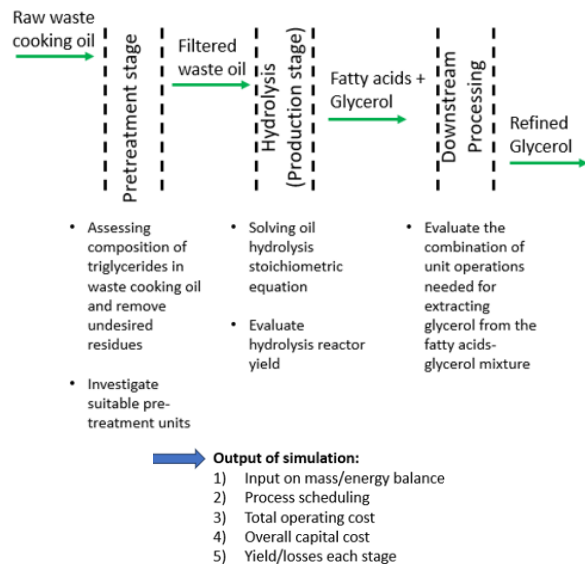 Raw waste
cooking oil
Pretreatment stage
Filtered
waste oil
Hydrolysis
(Production stage)
Fatty acids +
Glycerol
Downstream
Processing
Refined
Glycerol
• Assessing
composition of
triglycerides in
waste cooking oil
and remove
undesired
residues
• Investigate
suitable pre-
treatment units
• Solving oil
hydrolysis
stoichiometric
equation
• Evaluate
hydrolysis reactor
yield
• Evaluate the
combination of
unit operations
needed for
extracting
glycerol from the
fatty acids-
glycerol mixture
Output of simulation:
1) Input on mass/energy balance
2) Process scheduling
3) Total operating cost
4) Overall capital cost
5) Yield/losses each stage